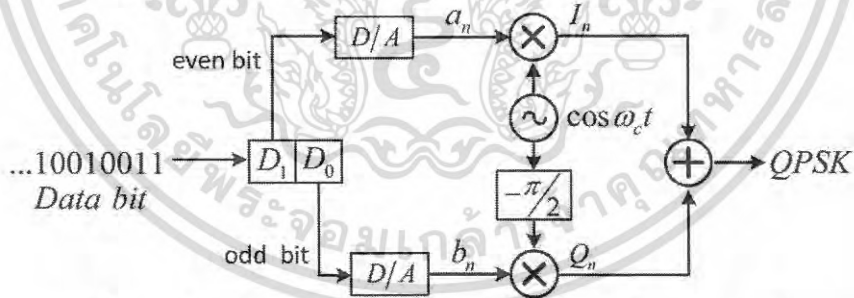 D/A
a_n
I_n
even bit
cos ω_c t
...10010011
D_1 D_0
QPSK
Data bit
-π/2
odd bit
D/A
b_n
Q_n